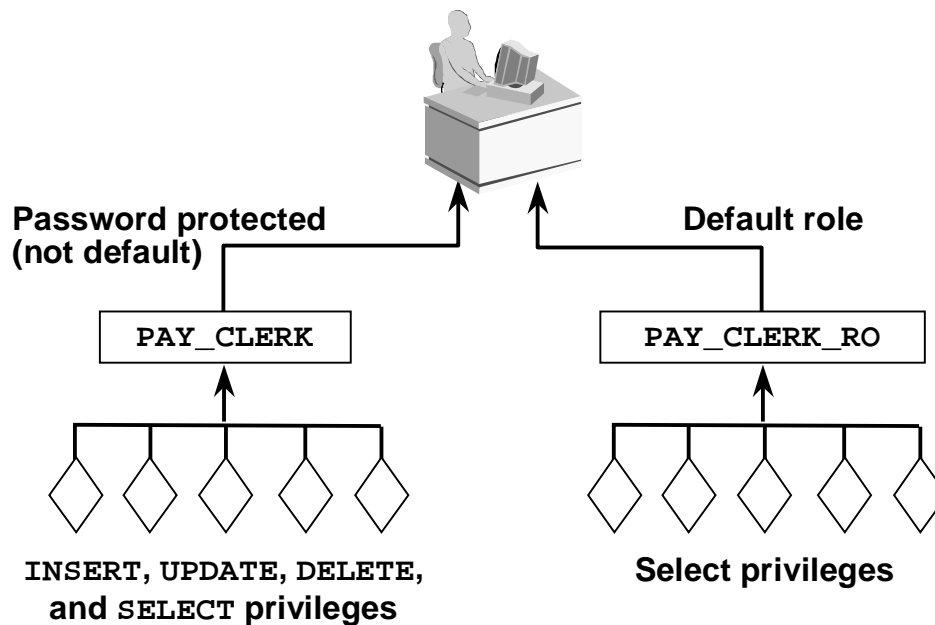 Password protected
(not default)
Default role
PAY_CLERK
PAY_CLERK_RO
INSERT, UPDATE, DELETE,
and SELECT privileges
Select privileges